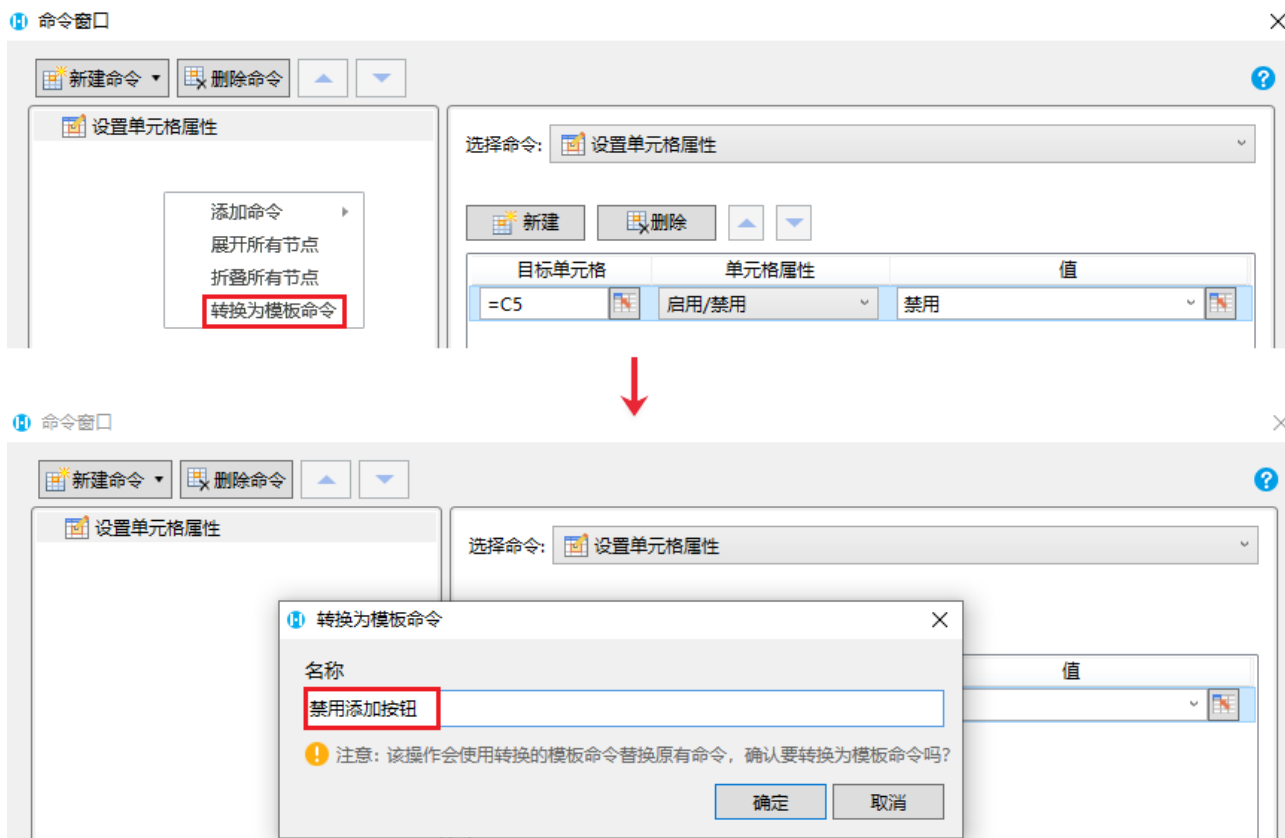 命令窗口
新建命令 删除命令
设置单元格属性
选择命令: 设置单元格属性
添加命令
展开所有节点
折叠所有节点
转换为模板命令
新建 删除
目标单元格 单元格属性 值
=C5 启用/禁用 禁用
命令窗口
新建命令 删除命令
设置单元格属性
选择命令: 设置单元格属性
转换为模板命令
名称
值
禁用添加按钮
注意: 该操作会使用转换的模板命令替换原有命令，确认要转换为模板命令吗?
确定 取消